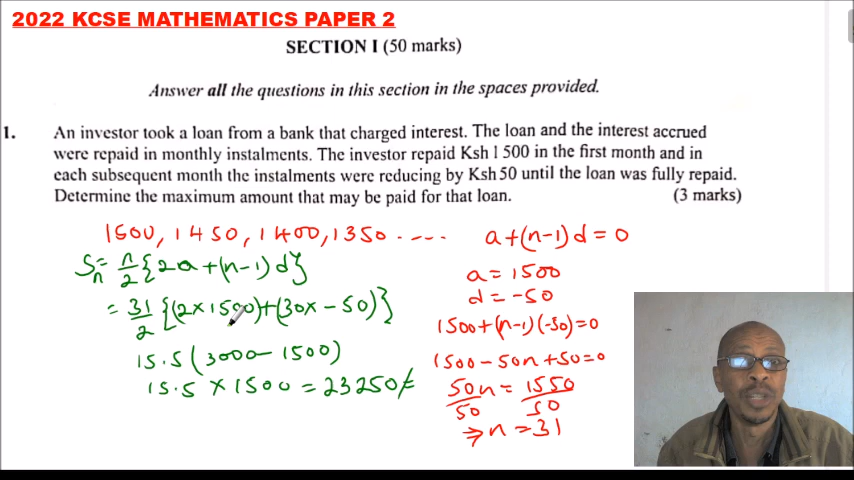 2022 KCSE MATHEMATICS PAPER 2
SECTION I (50 marks)
Answer all the questions in this section in the spaces provided.
1. An investor took a loan from a bank that charged interest. The loan and the interest accrued
were repaid in monthly instalments. The investor repaid Ksh 1 500 in the first month and in
each subsequent month the instalments were reducing by Ksh 50 until the loan was fully repaid.
Determine the maximum amount that may be paid for that loan. (3 marks)
1500, 1450, 1400, 1350 ......
Sn = n/2 {2a + (n-1) d}
= 31/2 {(2×1500)+(30× -50)}
15.5 (3000 - 1500)
15.5 × 1500 = 23250/=
a+(n-1)d = 0
a = 1500
d = -50
1500+(n-1)(-50)=0
1500 - 50n +50=0
50n/50 = 1550/50
⇒ n = 31